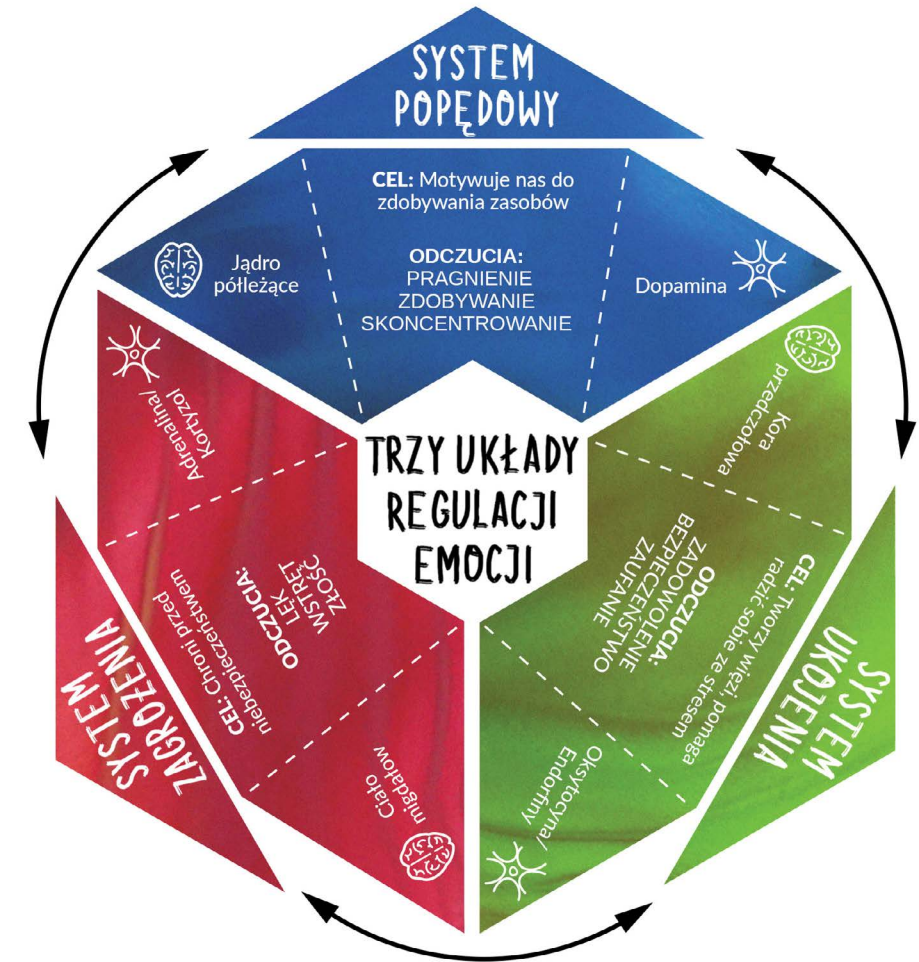 SYSTEM
POPĘDOWY
CEL: Motywuje nas do
zdobywania zasobów
ODCZUCIA:
PRAGNIENIE
ZDOBYWANIE
SKONCENTROWANIE
Jądro
półleżące
Dopamina
TRZY UKŁADY
REGULACJI
EMOCJI
Kora
przedczołowa
ODCZUCIA:
ZADOWOLENIE
BEZPIECZEŃSTWO
ZAUFANIE
CEL: Tworzy więzi, pomaga
radzić sobie ze stresem
Oksytocyna/
Endorfiny
SYSTEM
UKOJENIA
Adrenalina/
Kortyzol
ODCZUCIA:
LĘK
WSTRĘT
ZŁOŚĆ
CEL: Chroni przed
niebezpieczeństwem
Ciało
migdałow
SYSTEM
ZAGROŻENIA